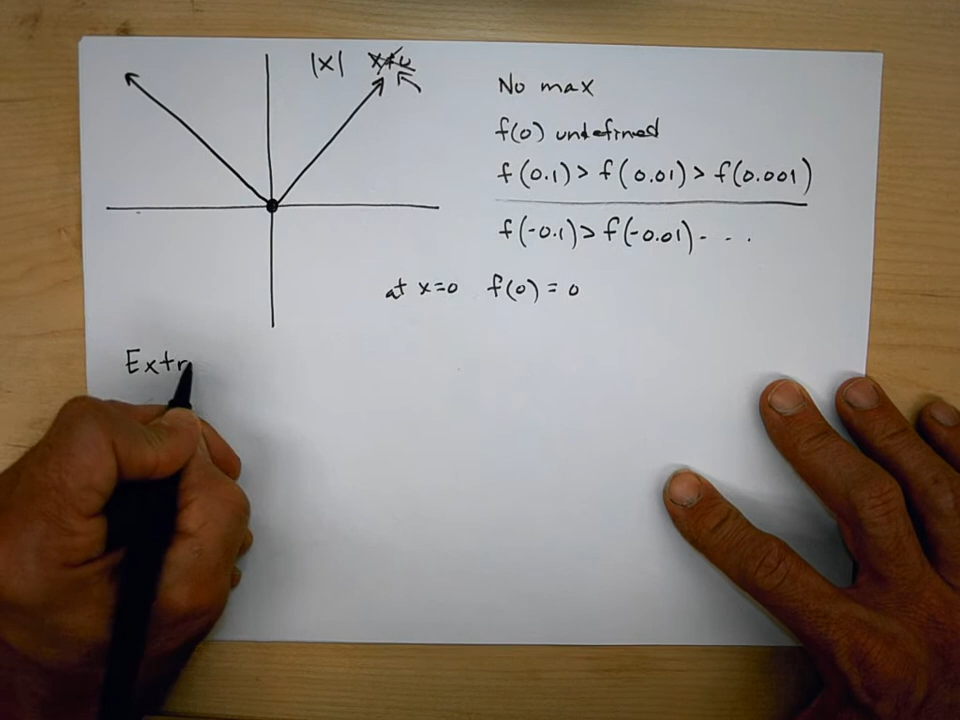 |x| x≠0
No max
f(0) undefined
f(0.1) > f(0.01) > f(0.001)
f(-0.1) > f(-0.01) - - .
at x=0 f(0) = 0
Extr